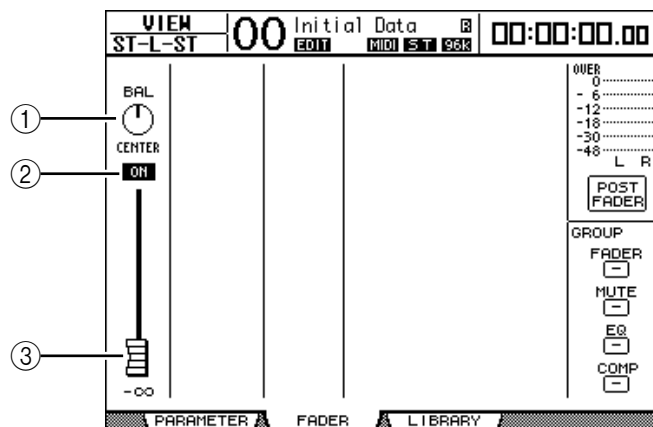 VIEW
ST-L-ST
00
Initial Data
EDIT
MIDI
ST
96K
00:00:00.00
BAL
CENTER
ON
-∞
①
②
③
OVER
0
- 6
-12
-18
-30
-48
L R
POST
FADER
GROUP
FADER
-
MUTE
-
EQ
-
COMP
-
PARAMETER
FADER
LIBRARY